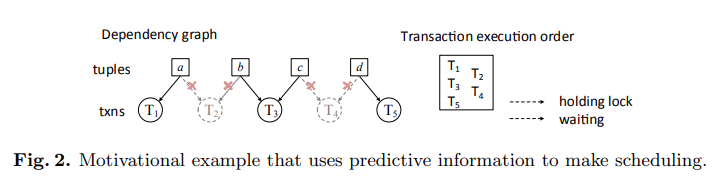 Dependency graph
Transaction execution order
tuples a b c d
txns T1 T2 T3 T4 T5
T1 T2
T3 T4
T5
holding lock
waiting
Fig. 2. Motivational example that uses predictive information to make scheduling.